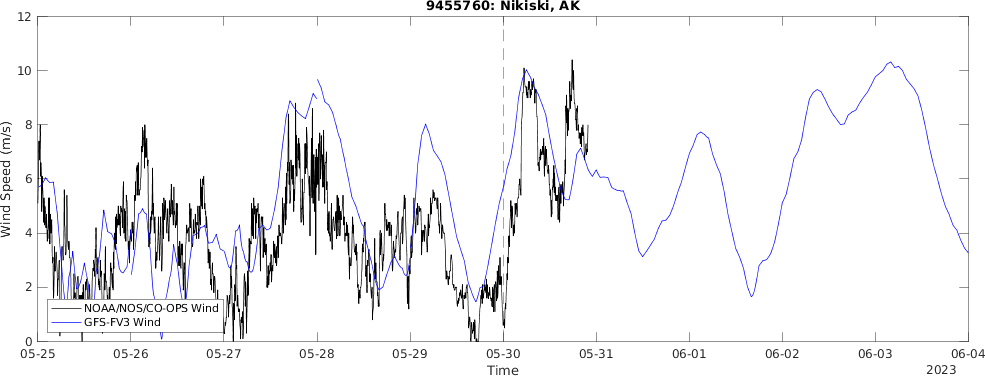 9455760: Nikiski, AK
12
10
8
6
4
2
0
Wind Speed (m/s)
NOAA/NOS/CO-OPS Wind
GFS-FV3 Wind
05-25 05-26 05-27 05-28 05-29 05-30 05-31 06-01 06-02 06-03 06-04
Time
2023